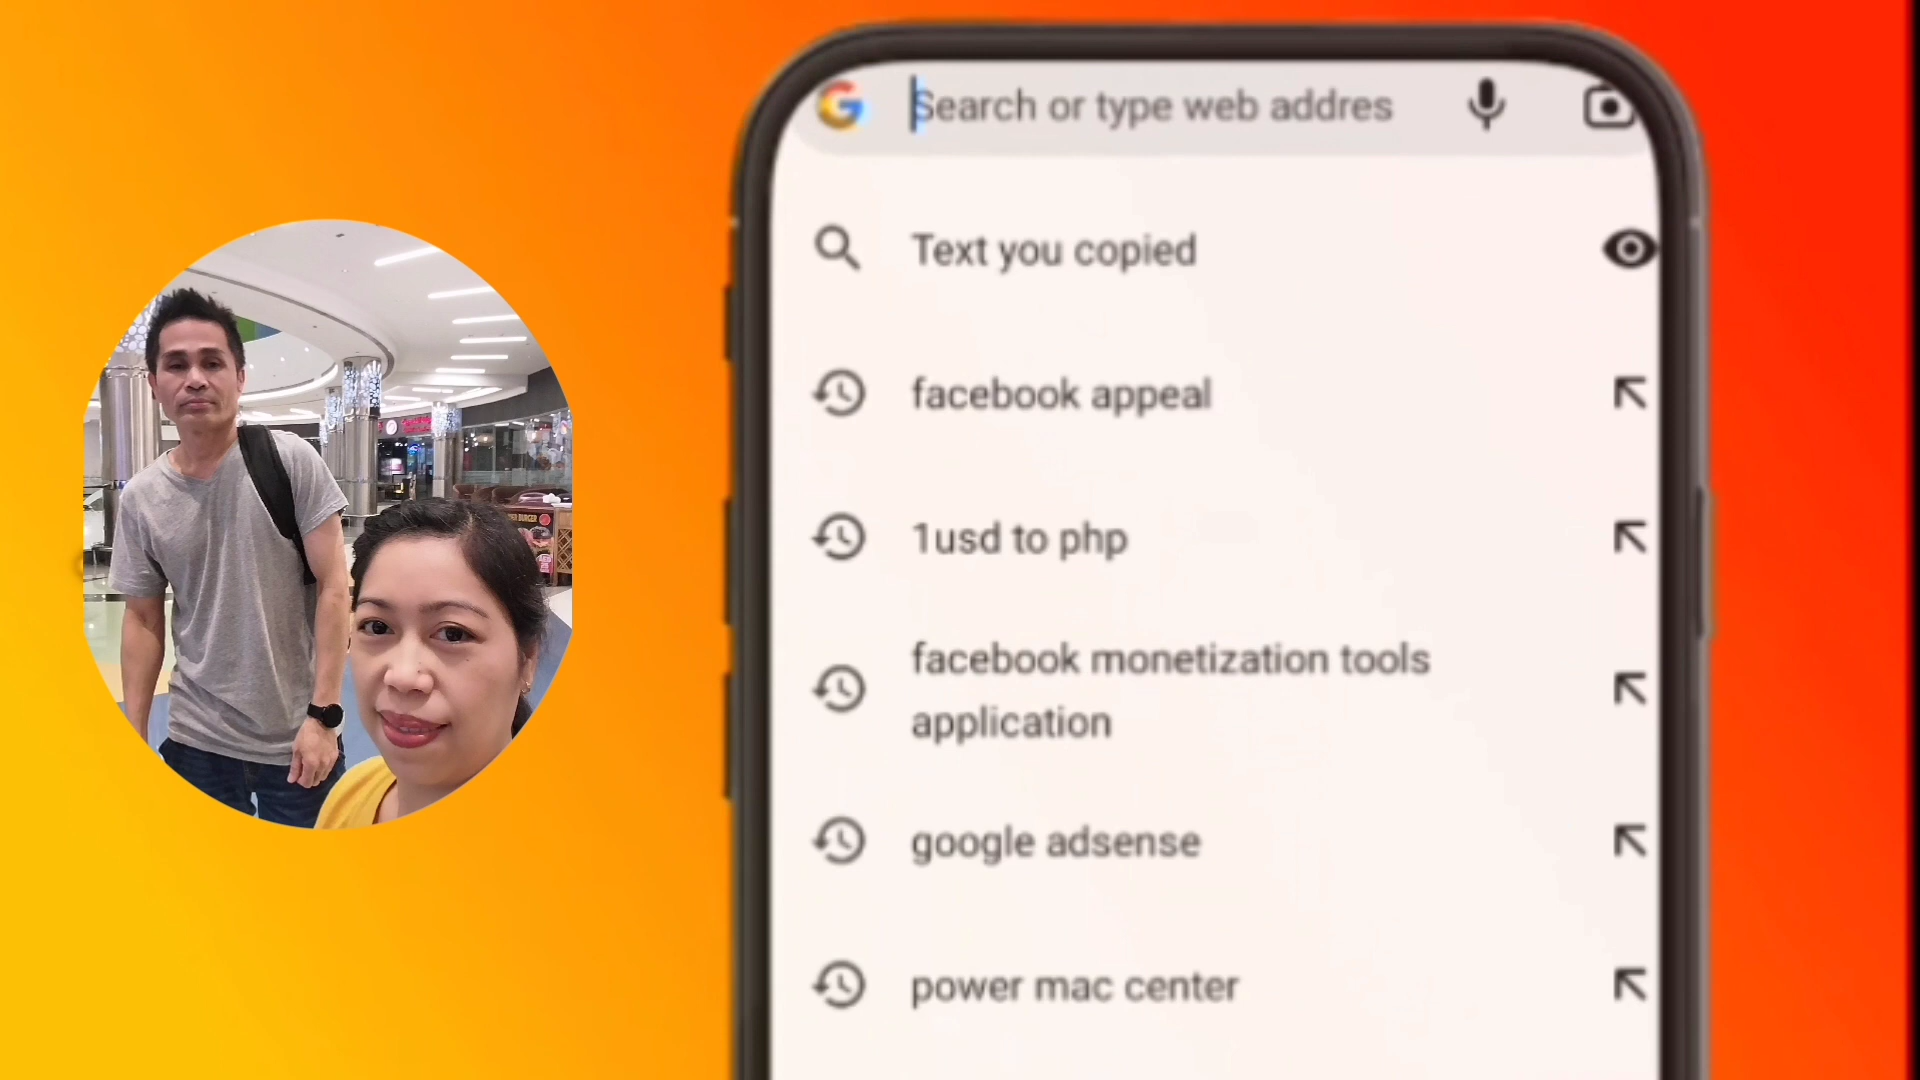 Search or type web addres
Text you copied
facebook appeal
1usd to php
facebook monetization tools
application
google adsense
power mac center